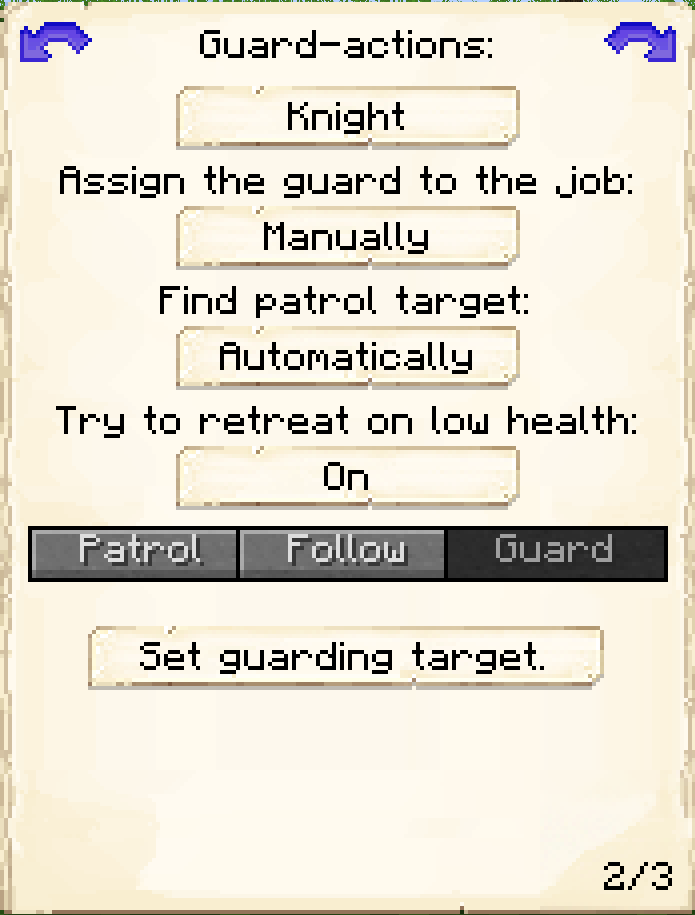 Guard-actions:
Knight
Assign the guard to the job:
Manually
Find patrol target:
Automatically
Try to retreat on low health:
On
Patrol Follow Guard
Set guarding target.
2/3